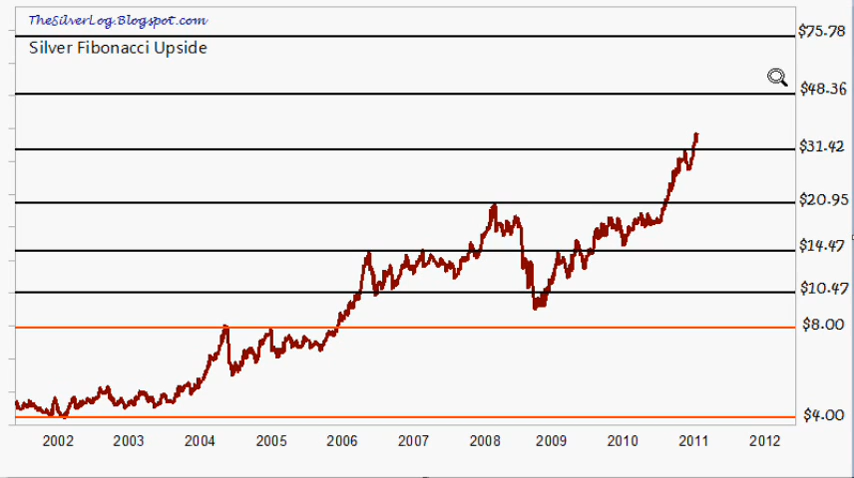 TheSilverLog.Blogspot.com
Silver Fibonacci Upside
$75.78
$48.36
$31.42
$20.95
$14.47
$10.47
$8.00
$4.00
2002 2003 2004 2005 2006 2007 2008 2009 2010 2011 2012